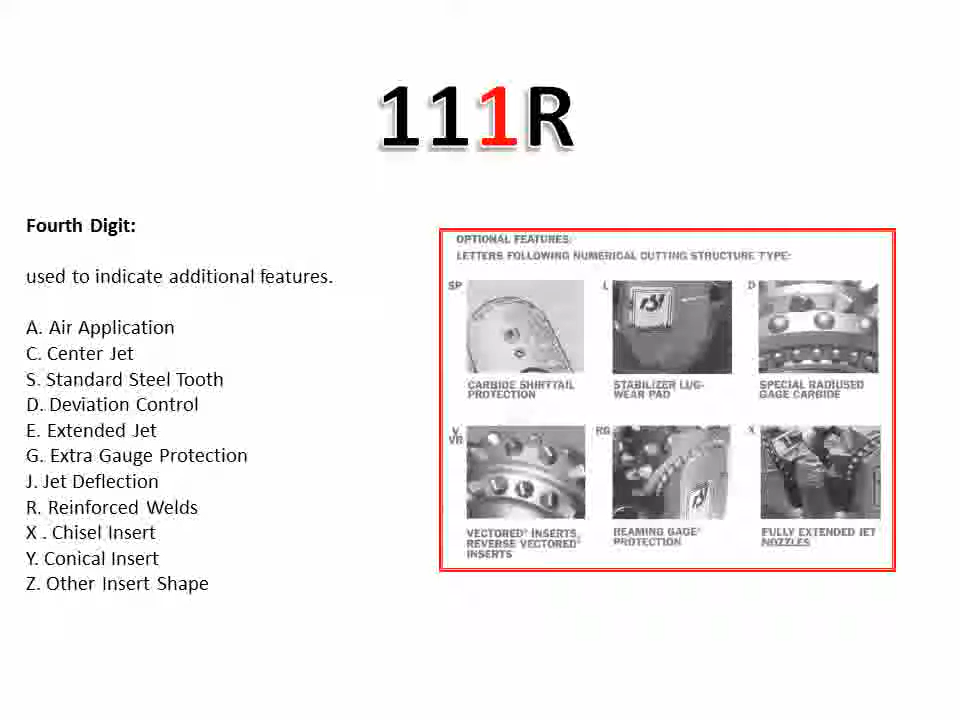 111R
Fourth Digit:
used to indicate additional features.
A. Air Application
C. Center Jet
S. Standard Steel Tooth
D. Deviation Control
E. Extended Jet
G. Extra Gauge Protection
J. Jet Deflection
R. Reinforced Welds
X . Chisel Insert
Y. Conical Insert
Z. Other Insert Shape
OPTIONAL FEATURES:
LETTERS FOLLOWING NUMERICAL CUTTING STRUCTURE TYPE:
SP
L
D
CARBIDE SHIRTTAIL
PROTECTION
STABILIZER LUG-
WEAR PAD
SPECIAL RADIUSED
GAGE CARBIDE
V
VR
RG
X
VECTORED® INSERTS,
REVERSE VECTORED®
INSERTS
REAMING GAGE®
PROTECTION
FULLY EXTENDED JET
NOZZLES